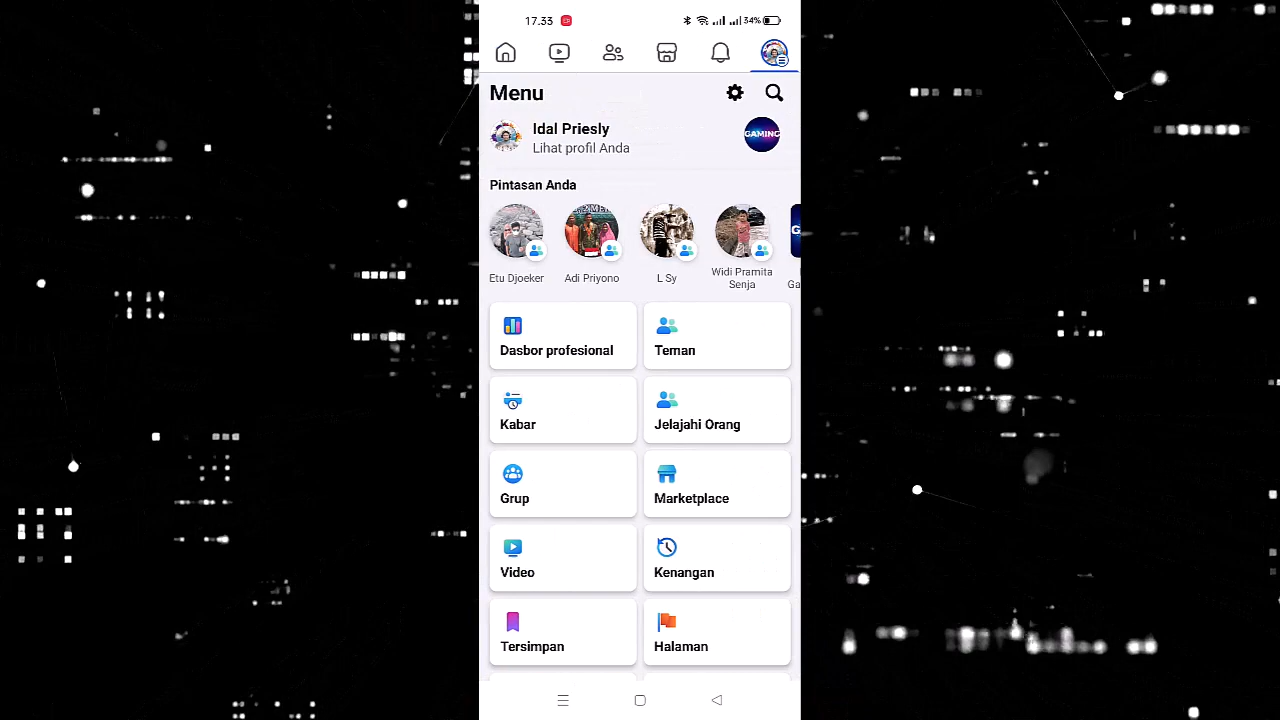 17.33
34%
Menu
Idal Priesly
Lihat profil Anda
GAMING
Pintasan Anda
Etu Djoeker
Adi Priyono
L Sy
Widi Pramita
Senja
Dasbor profesional
Teman
Kabar
Jelajahi Orang
Grup
Marketplace
Video
Kenangan
Tersimpan
Halaman